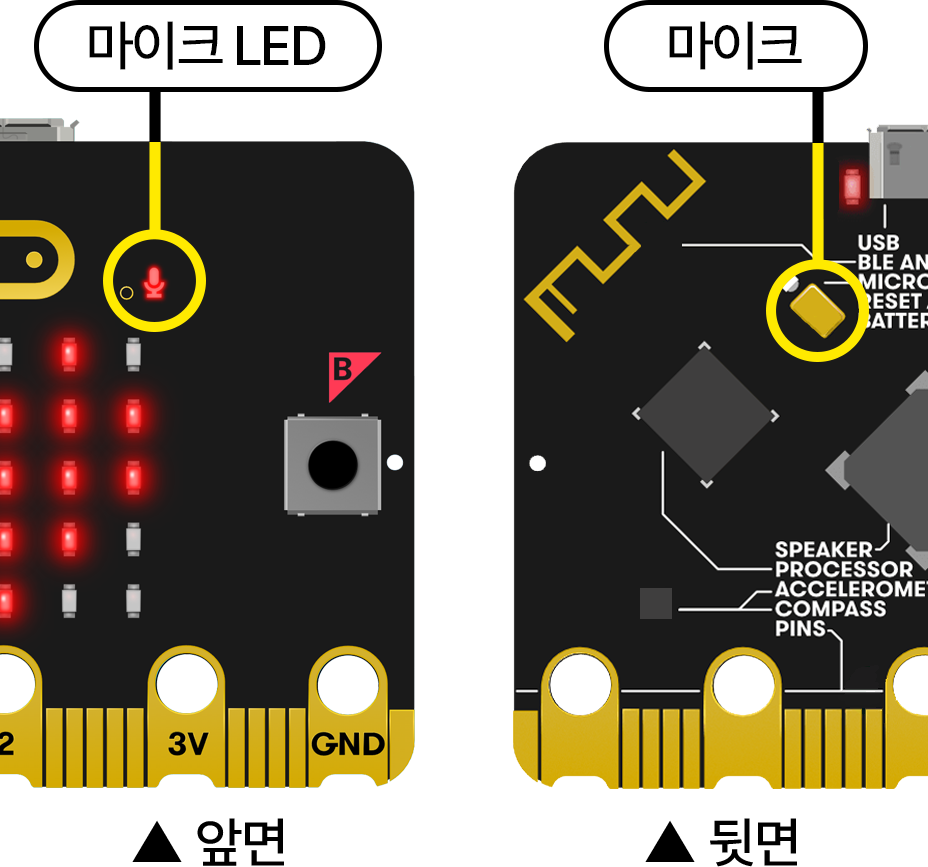 마이크 LED
마이크
B
2
3V
GND
USB
BLE AN
MICRO
RESET
BATTER
SPEAKER
PROCESSOR
ACCELEROME
COMPASS
PINS
▲ 앞면
▲ 뒷면